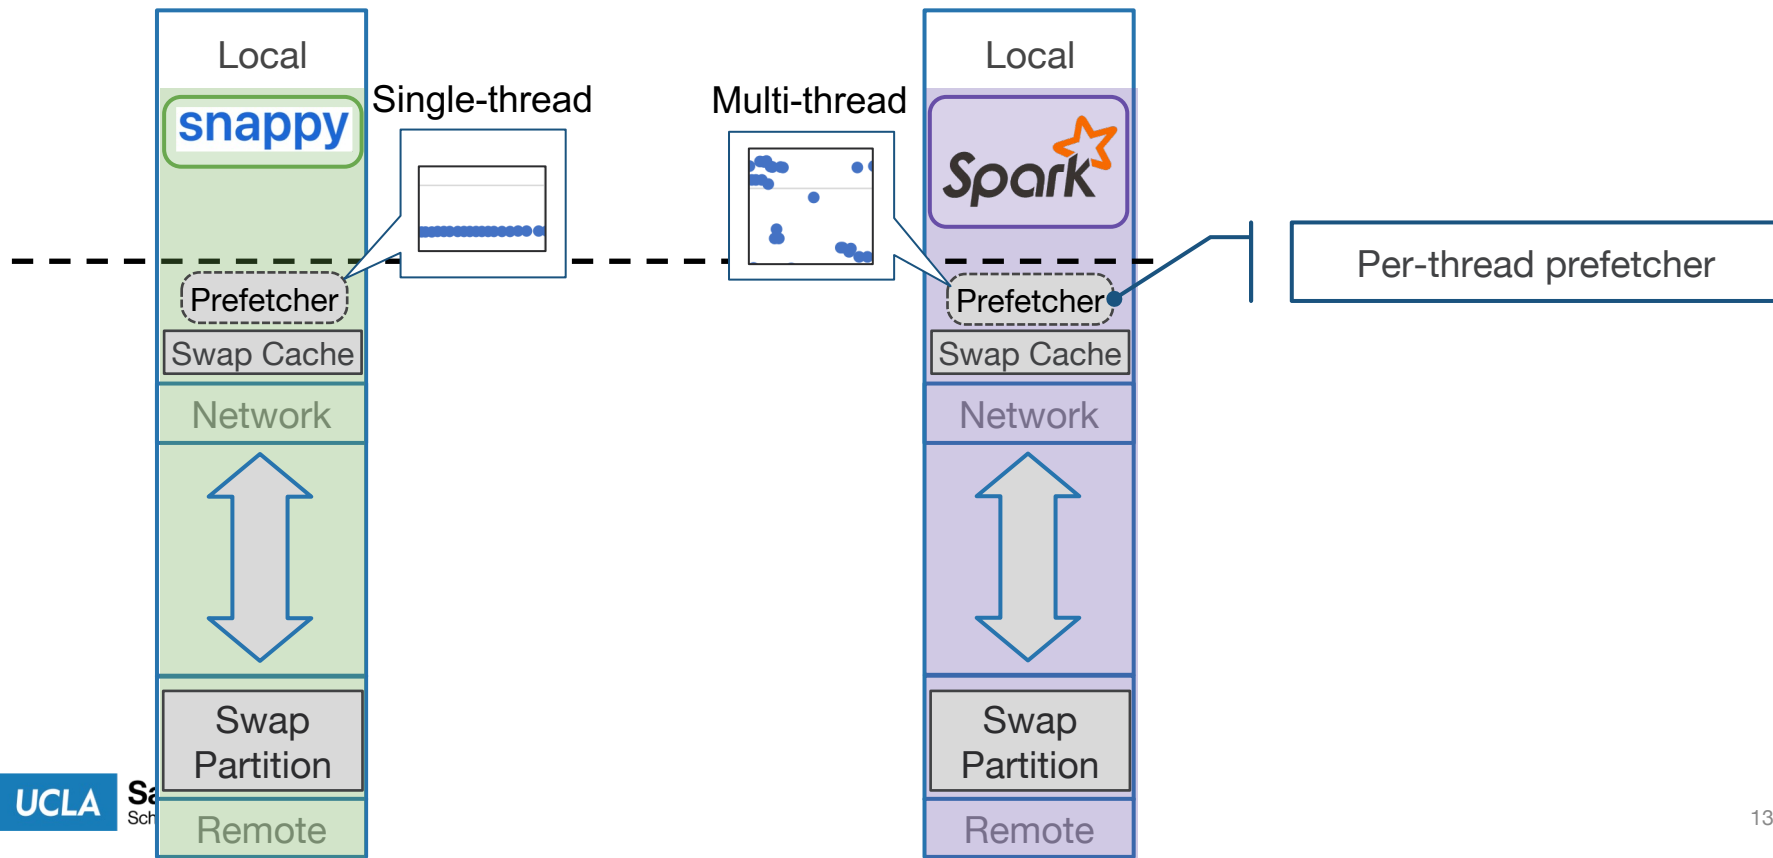 Local
snappy
Single-thread
Prefetcher
Swap Cache
Network
Swap
Partition
Remote
Multi-thread
Local
Spark
Prefetcher
Swap Cache
Network
Swap
Partition
Remote
Per-thread prefetcher
UCLA
13